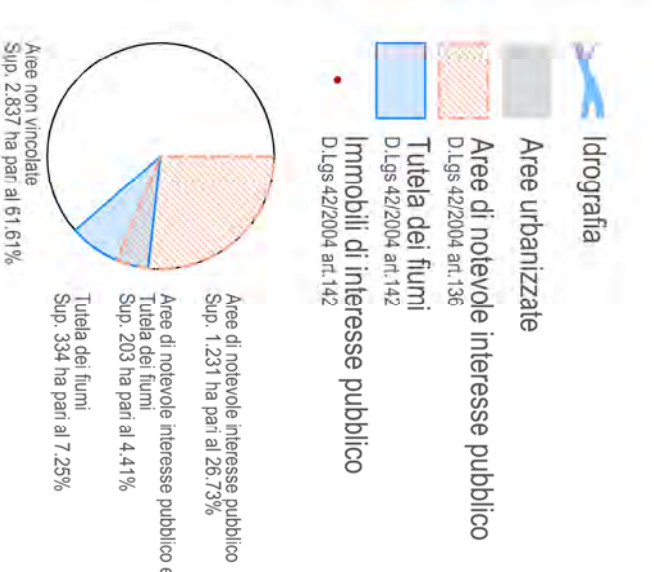 Idrografia
Aree urbanizzate
Aree di notevole interesse pubblico
D.Lgs 42/2004 art.136
Tutela dei fiumi
D.Lgs 42/2004 art.142
Immobili di interesse pubblico
D.Lgs 42/2004 art.142
Aree di notevole interesse pubblico
Sup. 1.231 ha pari al 26.73%
Aree di notevole interesse pubblico e
Tutela dei fiumi
Sup. 203 ha pari al 4.41%
Tutela dei fiumi
Sup. 334 ha pari al 7.25%
Aree non vincolate
Sup. 2.837 ha pari al 61.61%